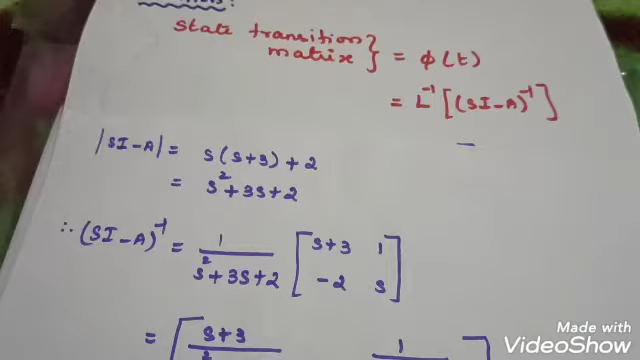 State transition } = ϕ(t)
matrix
= L⁻¹[(SI-A)⁻¹]
|SI-A| = s(s+3)+2
= s²+3s+2
∴ (SI-A)⁻¹ = 1/(s²+3s+2) [s+3 1
-2 s]
= [s+3 1
Made with
VideoShow